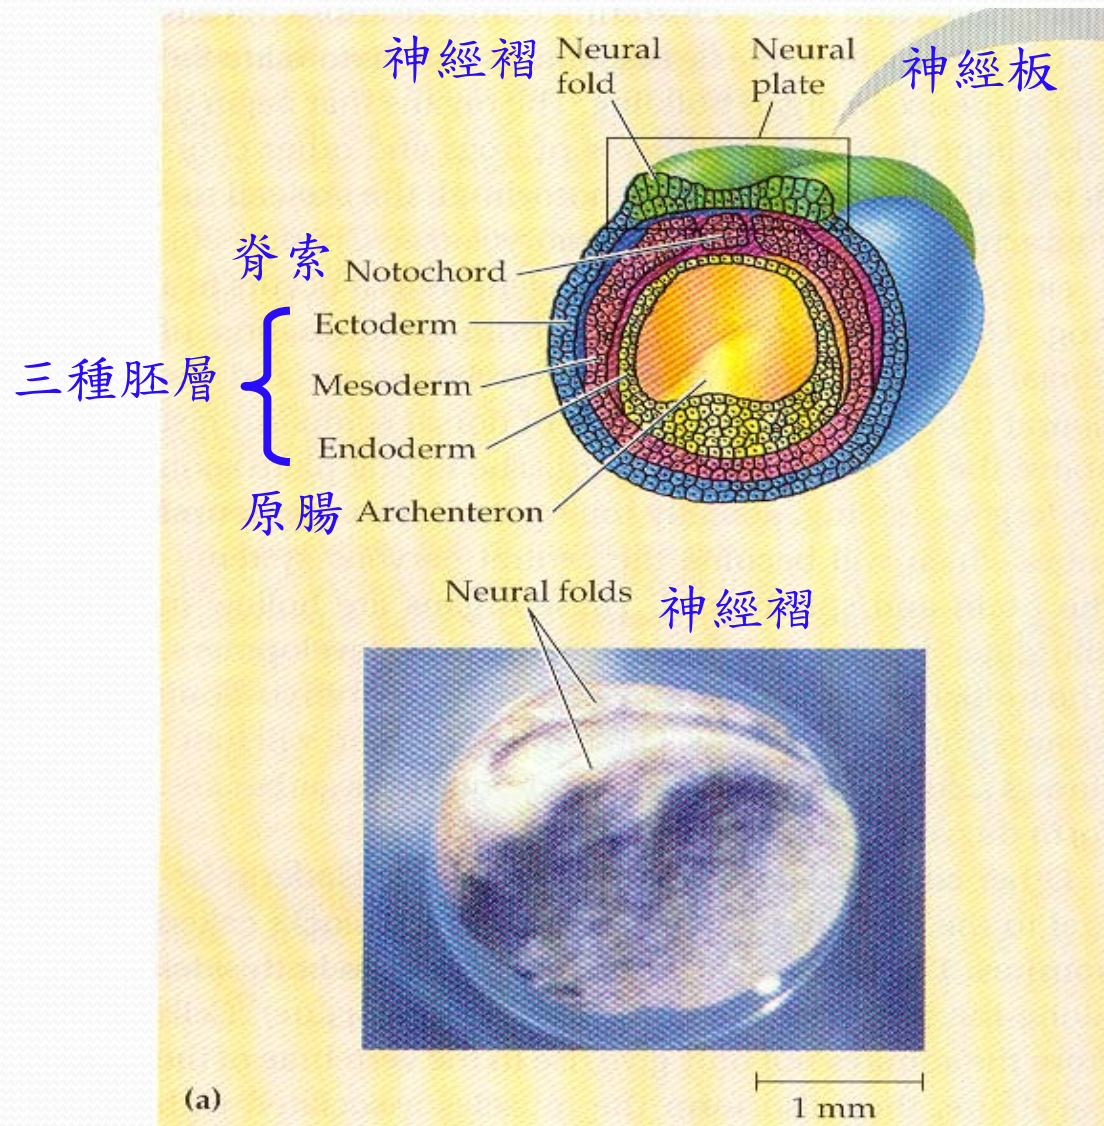 神經褶
Neural
fold
Neural
plate
神經板
脊索
Notochord
Ectoderm
三種胚層
Mesoderm
Endoderm
原腸
Archenteron
Neural folds
神經褶
(a)
1 mm